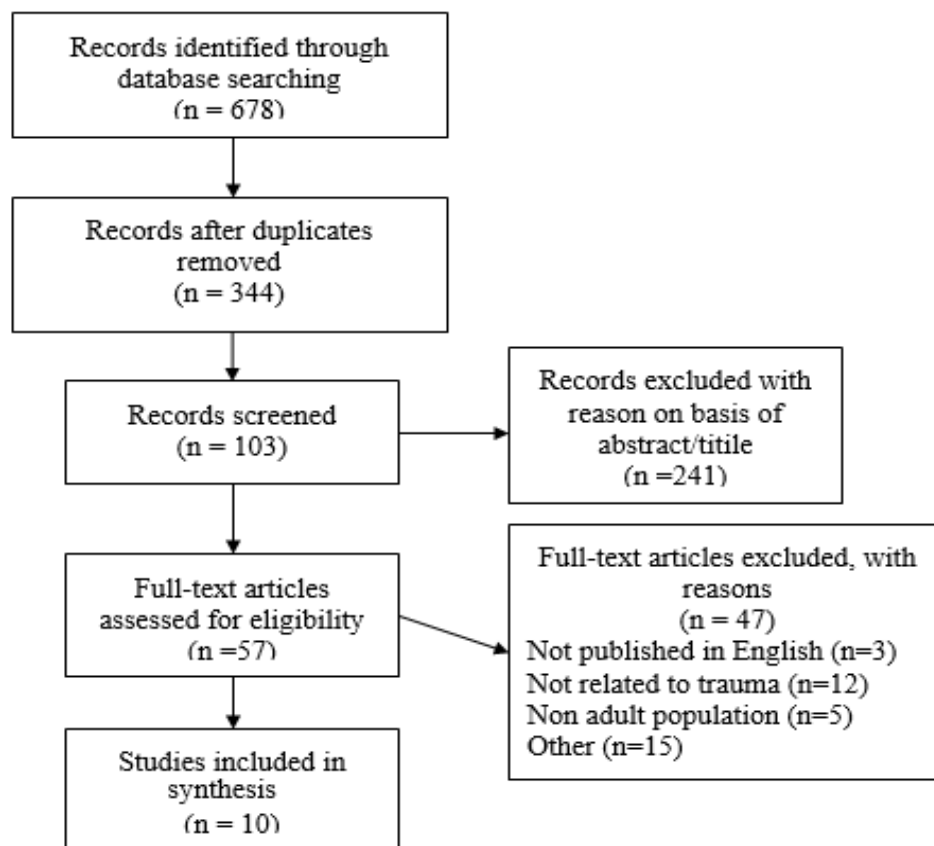 Records identified through
database searching
(n = 678)
Records after duplicates
removed
(n = 344)
Records screened
(n = 103)
Records excluded with
reason on basis of
abstract/titile
(n =241)
Full-text articles
assessed for eligibility
(n =57)
Full-text articles excluded, with
reasons
(n = 47)
Not published in English (n=3)
Not related to trauma (n=12)
Non adult population (n=5)
Other (n=15)
Studies included in
synthesis
(n = 10)